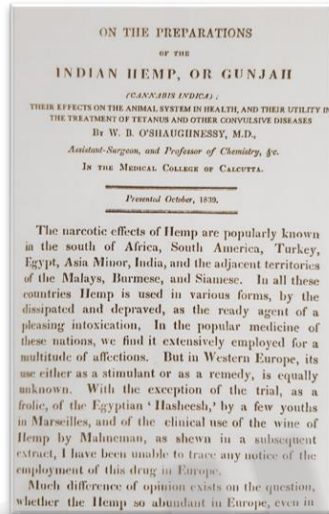 ON THE PREPARATIONS
OF THE
INDIAN HEMP, OR GUNJAH
(CANNABIS INDICA);
THEIR EFFECTS ON THE ANIMAL SYSTEM IN HEALTH, AND THEIR UTILITY IN
THE TREATMENT OF TETANUS AND OTHER CONVULSIVE DISEASES
BY W. B. O'SHAUGHNESSY, M.D.,
Assistant-Surgeon, and Professor of Chemistry, &c.
IN THE MEDICAL COLLEGE OF CALCUTTA.
Presented October, 1839.
The narcotic effects of Hemp are popularly known
in the south of Africa, South America, Turkey,
Egypt, Asia Minor, India, and the adjacent territories
of the Malays, Burmese, and Siamese. In all these
countries Hemp is used in various forms, by the
dissipated and depraved, as the ready agent of a
pleasing intoxication. In the popular medicine of
these nations, we find it extensively employed for a
multitude of affections. But in Western Europe, its
use either as a stimulant or as a remedy, is equally
unknown. With the exception of the trial, as a
frolic, of the Egyptian 'Hasheesh,' by a few youths
in Marseilles, and of the clinical use of the wine of
Hemp by Mahneman, as shewn in a subsequent
extract, I have been unable to trace any notice of the
employment of this drug in Europe.
Much difference of opinion exists on the question,
whether the Hemp so abundant in Europe, even in